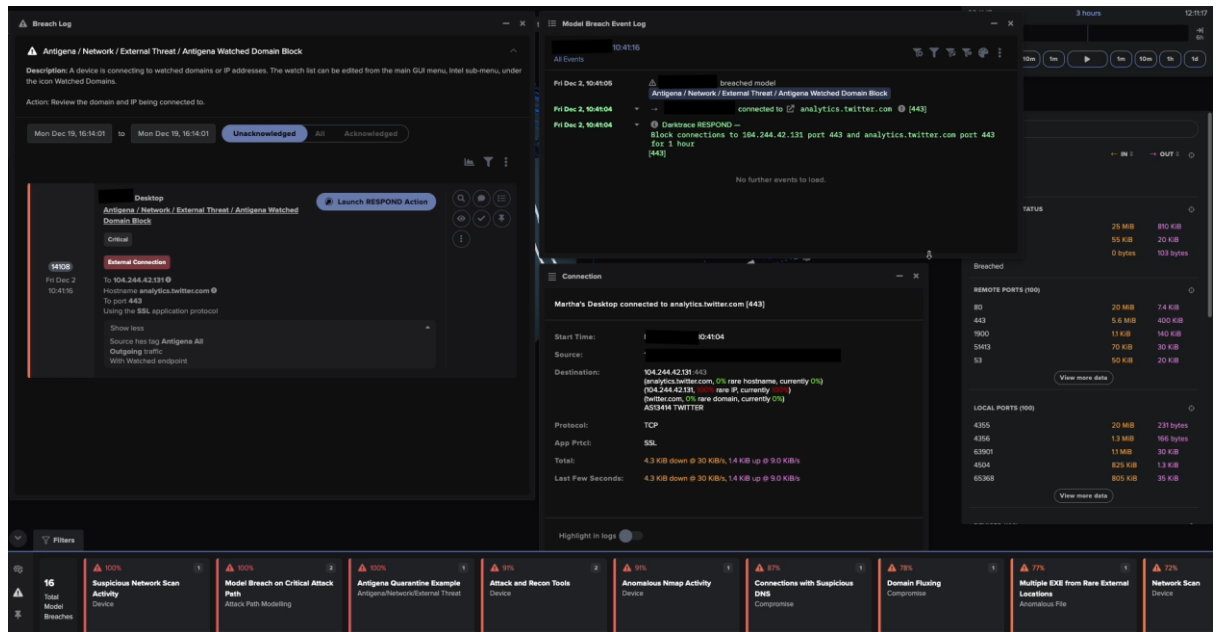 Breach Log
Antigena / Network / External Threat / Antigena Watched Domain Block
Description: A device is connecting to watched domains or IP addresses. The watch list can be edited from the main GUI menu, Intel sub-menu, under
the icon Watched Domains.
Action: Review the domain and IP being connected to.
Mon Dec 19, 16:14:01 to Mon Dec 19, 16:14:01 Unacknowledged All Acknowledged
Desktop
Launch RESPOND Action
Antigena / Network / External Threat / Antigena Watched
Domain Block
Critical
14108
Fri Dec 2
10:41:16
External Connection
To 104.244.42.131
Hostname analytics.twitter.com
To port 443
Using the SSL application protocol
Show less
Source has tag Antigena All
Outgoing traffic
With Watched endpoint
Model Breach Event Log
10:41:16
All Events
Fri Dec 2, 10:41:05 breached model
Antigena / Network / External Threat / Antigena Watched Domain Block
Fri Dec 2, 10:41:04 → connected to analytics.twitter.com [443]
Fri Dec 2, 10:41:04 Darktrace RESPOND —
Block connections to 104.244.42.131 port 443 and analytics.twitter.com port 443
for 1 hour
[443]
No further events to load.
Connection
Martha's Desktop connected to analytics.twitter.com [443]
Start Time: 10:41:04
Source:
Destination: 104.244.42.131 :443
(analytics.twitter.com, 0% rare hostname, currently 0%)
(104.244.42.131, 100% rare IP, currently 100%)
(twitter.com, 0% rare domain, currently 0%)
AS13414 TWITTER
Protocol: TCP
App Prtcl: SSL
Total: 4.3 KiB down @ 30 KiB/s, 1.4 KiB up @ 9.0 KiB/s
Last Few Seconds: 4.3 KiB down @ 30 KiB/s, 1.4 KiB up @ 9.0 KiB/s
Highlight in logs
3 hours 12:11:17
10m 1m 1m 10m 1h 1d
← IN → OUT
TATUS
25 MiB 810 KiB
55 KiB 20 KiB
0 bytes 103 bytes
Breached
REMOTE PORTS (100)
80 20 MiB 7.4 KiB
443 5.6 MiB 400 KiB
1900 1.1 KiB 140 KiB
51413 70 KiB 30 KiB
53 50 KiB 20 KiB
View more data
LOCAL PORTS (100)
4355 20 MiB 231 bytes
4356 1.3 MiB 166 bytes
63901 1.1 MiB 30 KiB
4504 825 KiB 1.3 KiB
65368 805 KiB 35 KiB
View more data
Filters
16
Total
Model
Breaches
100% 1
Suspicious Network Scan
Activity
Device
100% 2
Model Breach on Critical Attack
Path
Attack Path Modelling
100% 1
Antigena Quarantine Example
Antigena/Network/External Threat
91% 2
Attack and Recon Tools
Device
91% 1
Anomalous Nmap Activity
Device
87% 1
Connections with Suspicious
DNS
Compromise
78% 1
Domain Fluxing
Compromise
77% 1
Multiple EXE from Rare External
Locations
Anomalous File
72%
Network Scan
Device